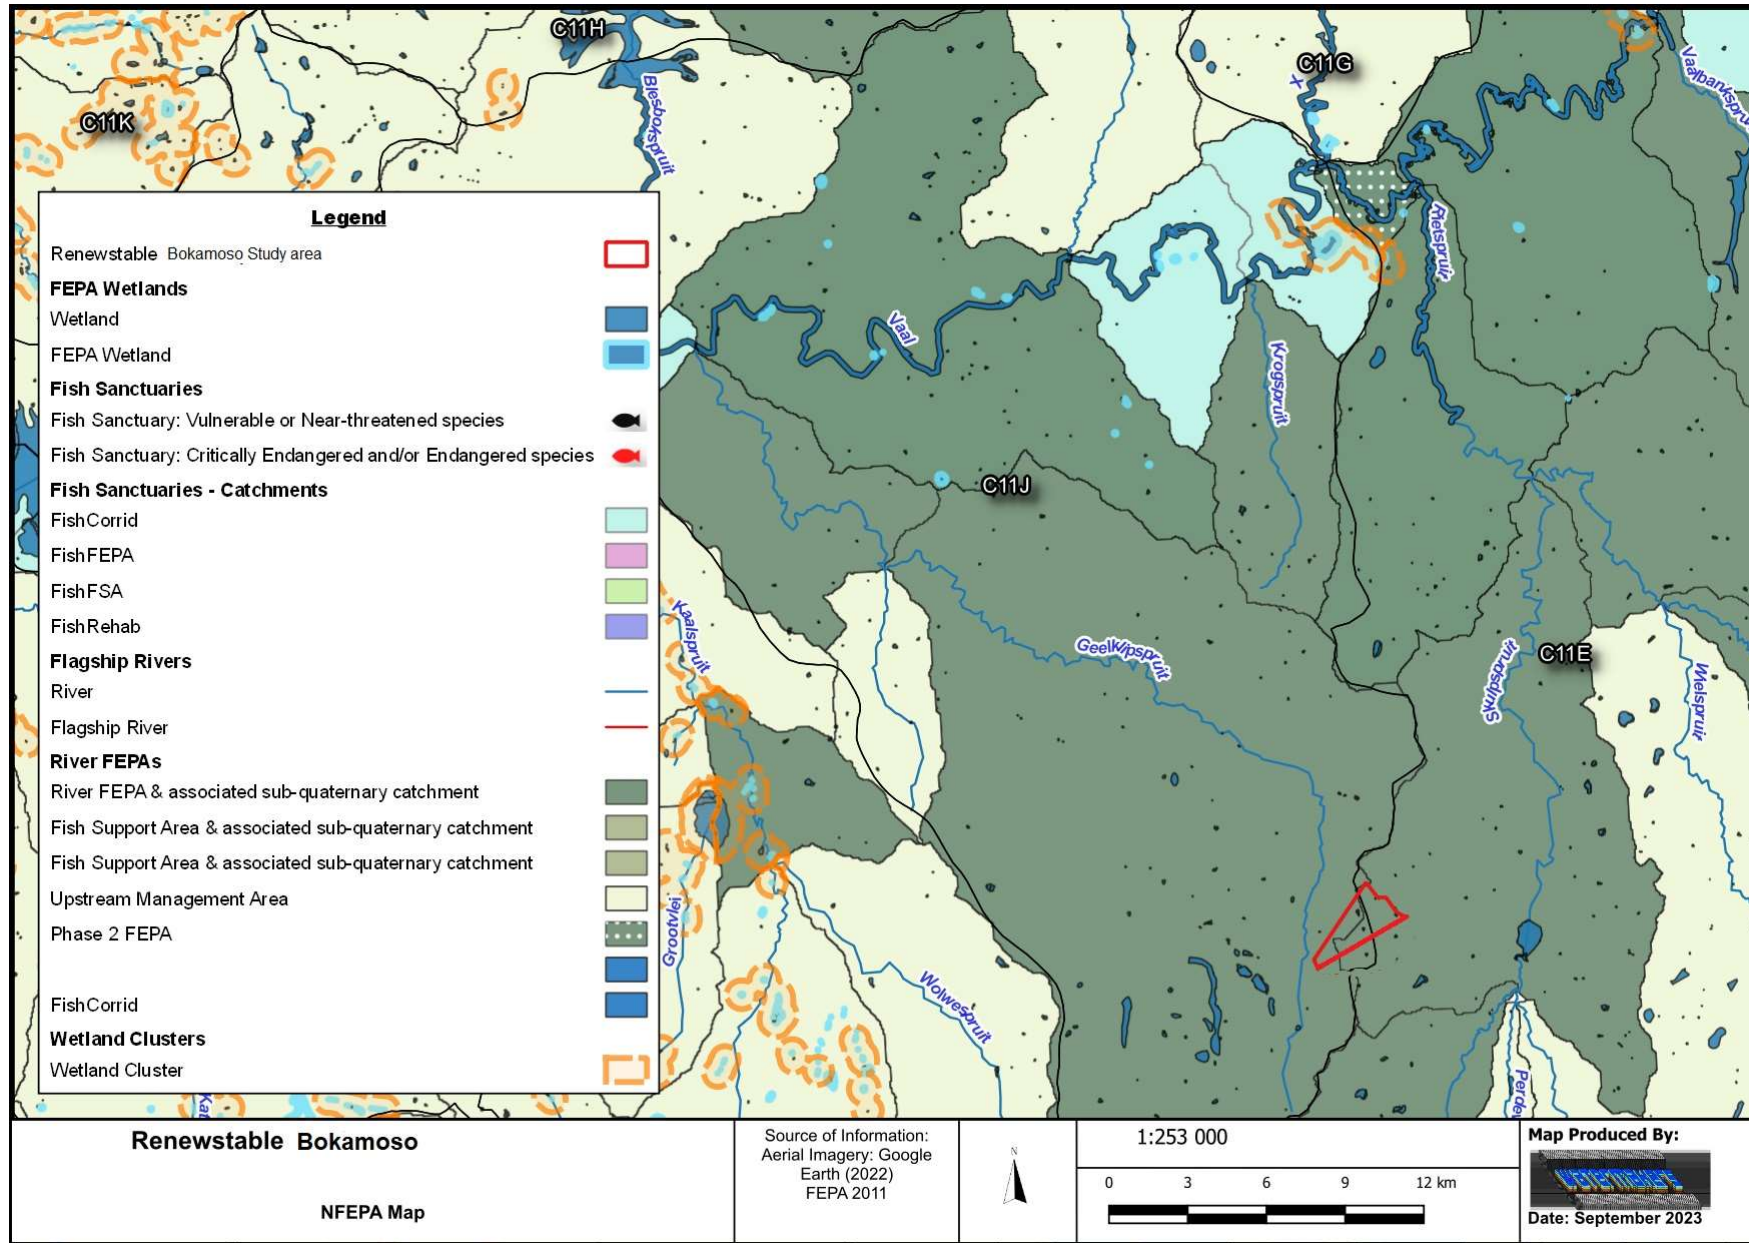 C11H
C11G
C11K
Blesbokspruit
Vaalbankspru
Legend
Renewstable Bokamoso Study area
FEPA Wetlands
Wetland
FEPA Wetland
Fish Sanctuaries
Fish Sanctuary: Vulnerable or Near-threatened species
Fish Sanctuary: Critically Endangered and/or Endangered species
Fish Sanctuaries - Catchments
FishCorrid
FishFEPA
FishFSA
FishRehab
Flagship Rivers
River
Flagship River
River FEPAs
River FEPA & associated sub-quaternary catchment
Fish Support Area & associated sub-quaternary catchment
Fish Support Area & associated sub-quaternary catchment
Upstream Management Area
Phase 2 FEPA
FishCorrid
Wetland Clusters
Wetland Cluster
X
Rietspruit
Vaal
Krogspruit
C11J
Kaalspruit
Geelklipspruit
Skulpspruit
C11E
Wielspruit
Grootvlei
Wolwespruit
Perdev
Kat
Renewstable Bokamoso
NFEPA Map
Source of Information:
Aerial Imagery: Google
Earth (2022)
FEPA 2011
N
1:253 000
0 3 6 9 12 km
Map Produced By:
WaterMakers
Date: September 2023